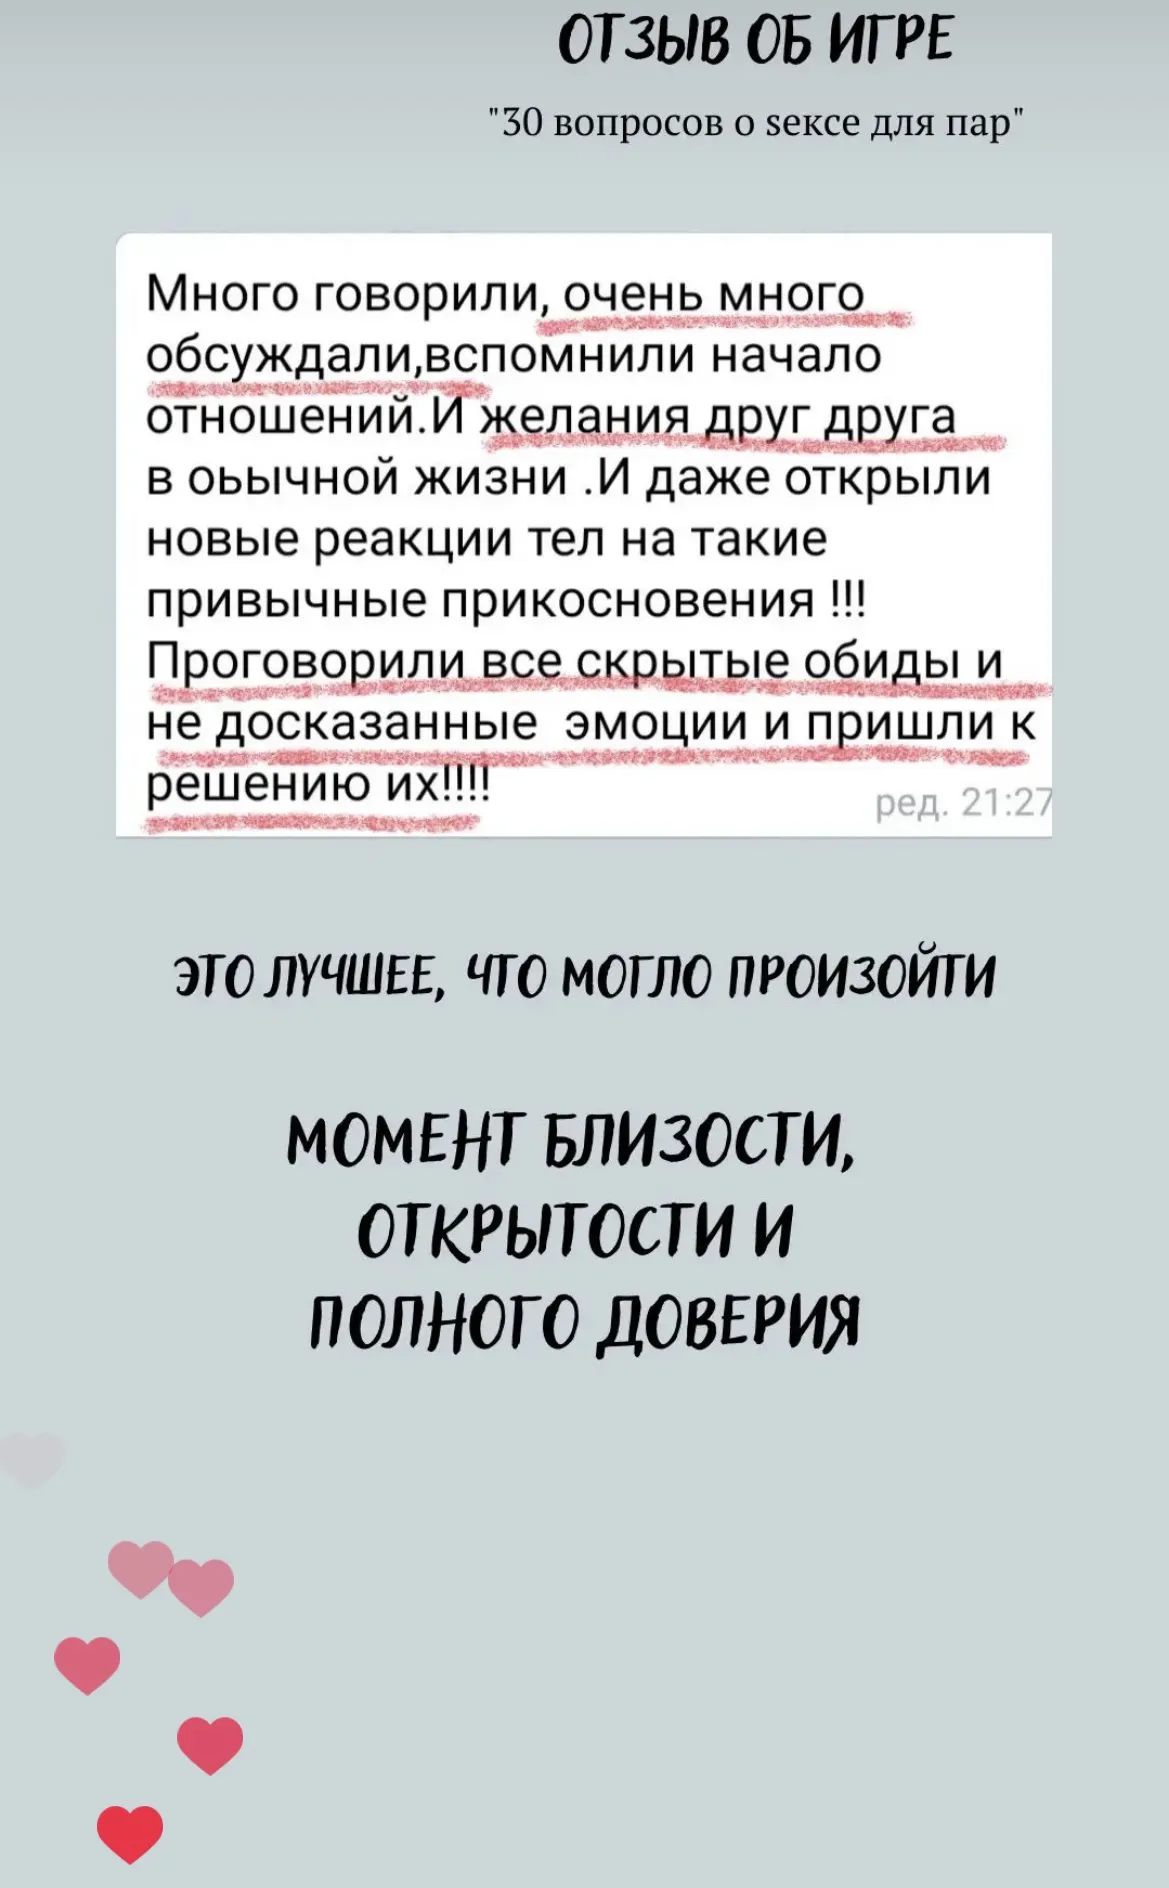 ОТЗЫВ ОБ ИГРЕ
"30 вопросов о sексе для пар"
Много говорили, очень много
обсуждали,вспомнили начало
отношений.И желания друг друга
в оьычной жизни .И даже открыли
новые реакции тел на такие
привычные прикосновения !!!
Проговорили все скрытые обиды и
не досказанные  эмоции и пришли к
решению их!!!!
ред. 21:27
ЭТО ЛУЧШЕЕ, ЧТО МОГЛО ПРОИЗОЙТИ
МОМЕНТ БЛИЗОСТИ,
ОТКРЫТОСТИ И
ПОЛНОГО ДОВЕРИЯ